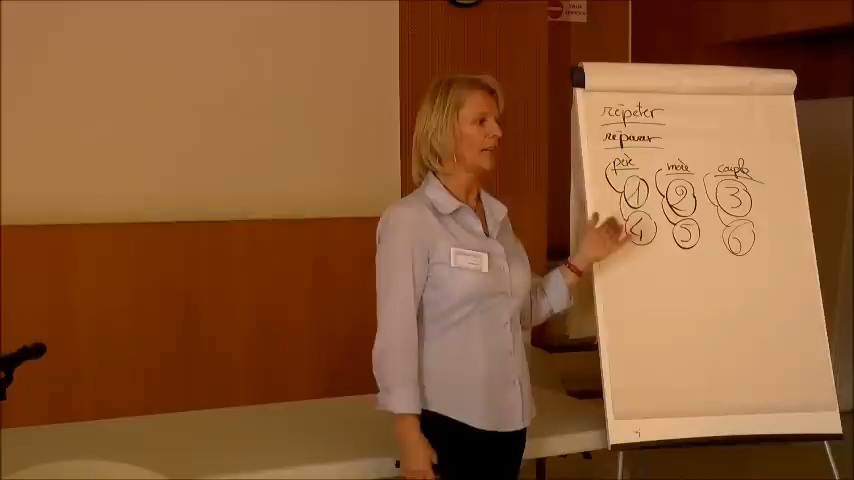 répéter
réparer
père mère couple
1 2 3
4 5 6